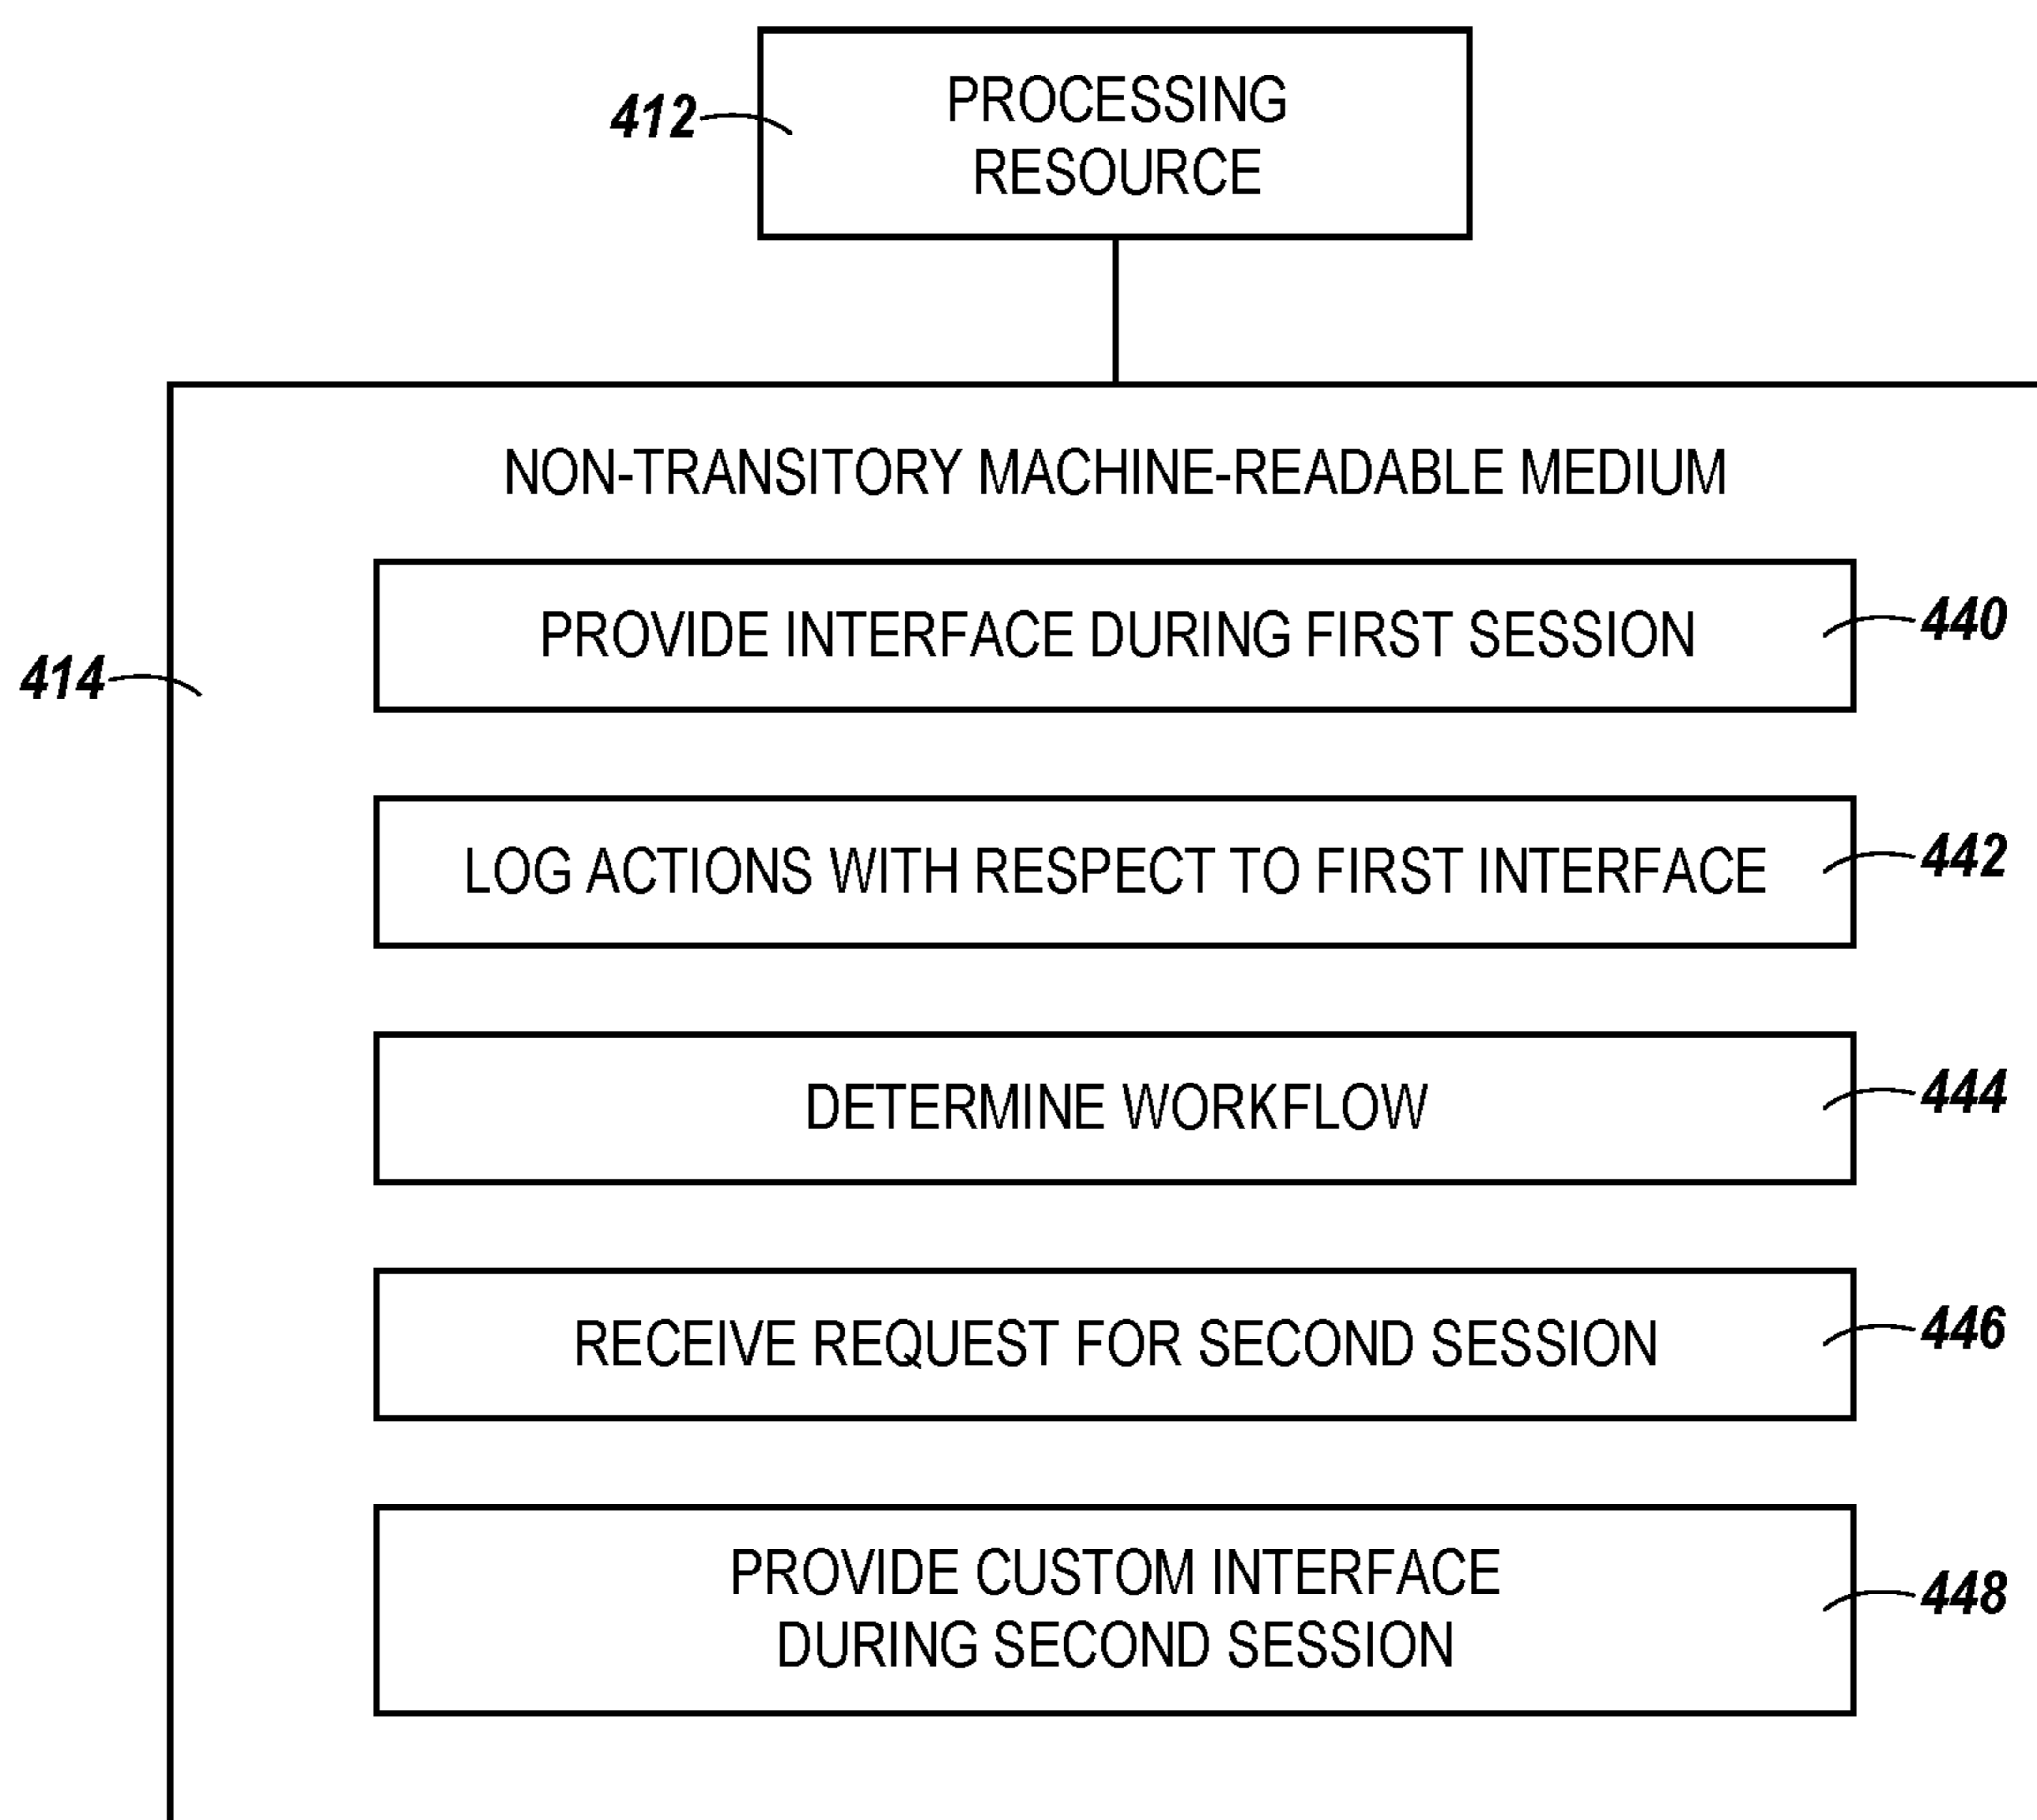 412
PROCESSING
RESOURCE
NON-TRANSITORY MACHINE-READABLE MEDIUM
PROVIDE INTERFACE DURING FIRST SESSION
440
414
LOG ACTIONS WITH RESPECT TO FIRST INTERFACE
442
DETERMINE WORKFLOW
444
RECEIVE REQUEST FOR SECOND SESSION
446
PROVIDE CUSTOM INTERFACE
DURING SECOND SESSION
448